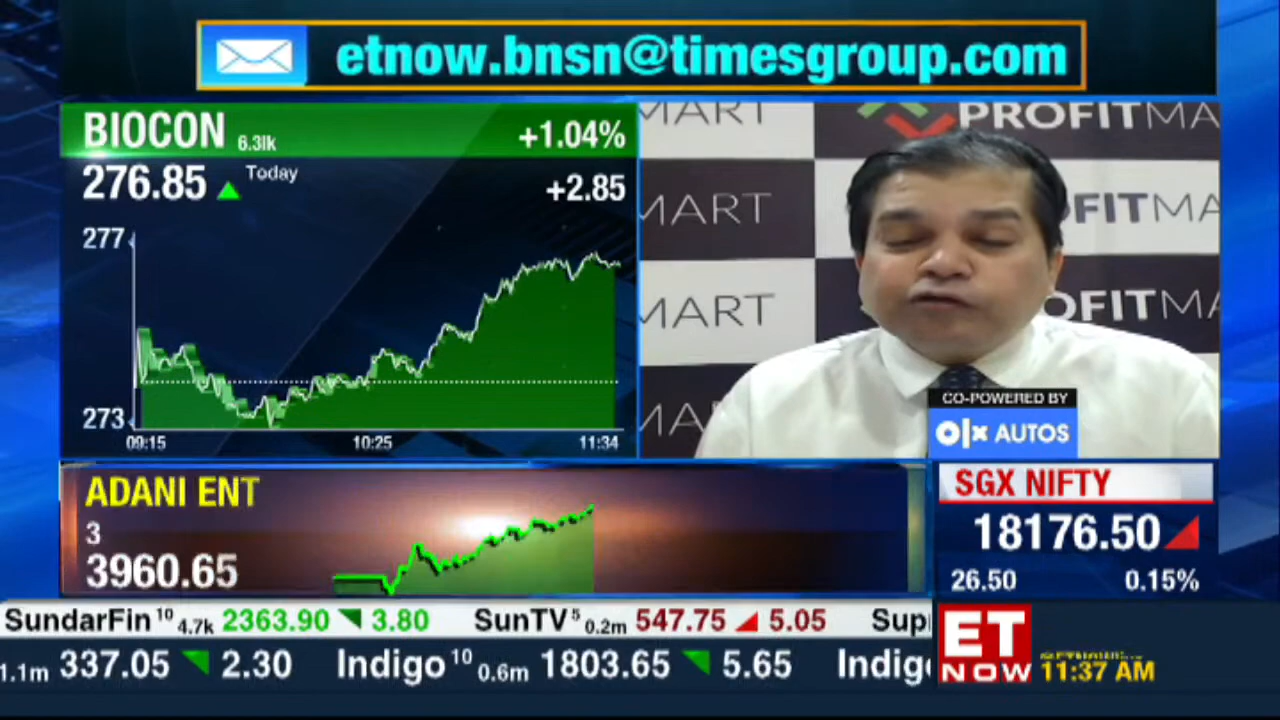 etnow.bnsn@timesgroup.com
BIOCON 6.3lk +1.04%
276.85 Today +2.85
277
273
09:15 10:25 11:34
MART PROFITMA
MART OFITMA
MART OFITMA
MA
CO-POWERED BY
olx AUTOS
ADANI ENT
3
3960.65
SGX NIFTY
18176.50
26.50 0.15%
SundarFin 10 4.7k 2363.90 3.80 SunTV 5 0.2m 547.75 5.05 Sup
1.1m 337.05 2.30 Indigo 10 0.6m 1803.65 5.65 Indig
ET
NOW
11:37 AM